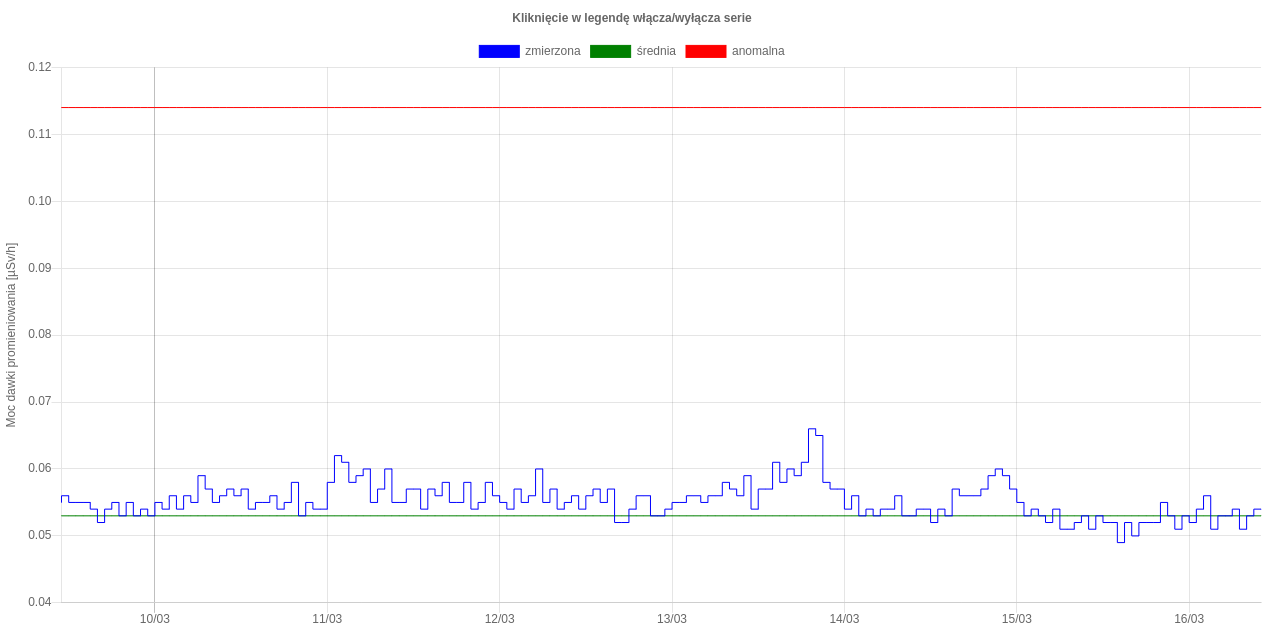 Kliknięcie w legendę włącza/wyłącza serie
zmierzona średnia anomalna
Moc dawki promieniowania [µSv/h]
0.12
0.11
0.10
0.09
0.08
0.07
0.06
0.05
0.04
10/03 11/03 12/03 13/03 14/03 15/03 16/03